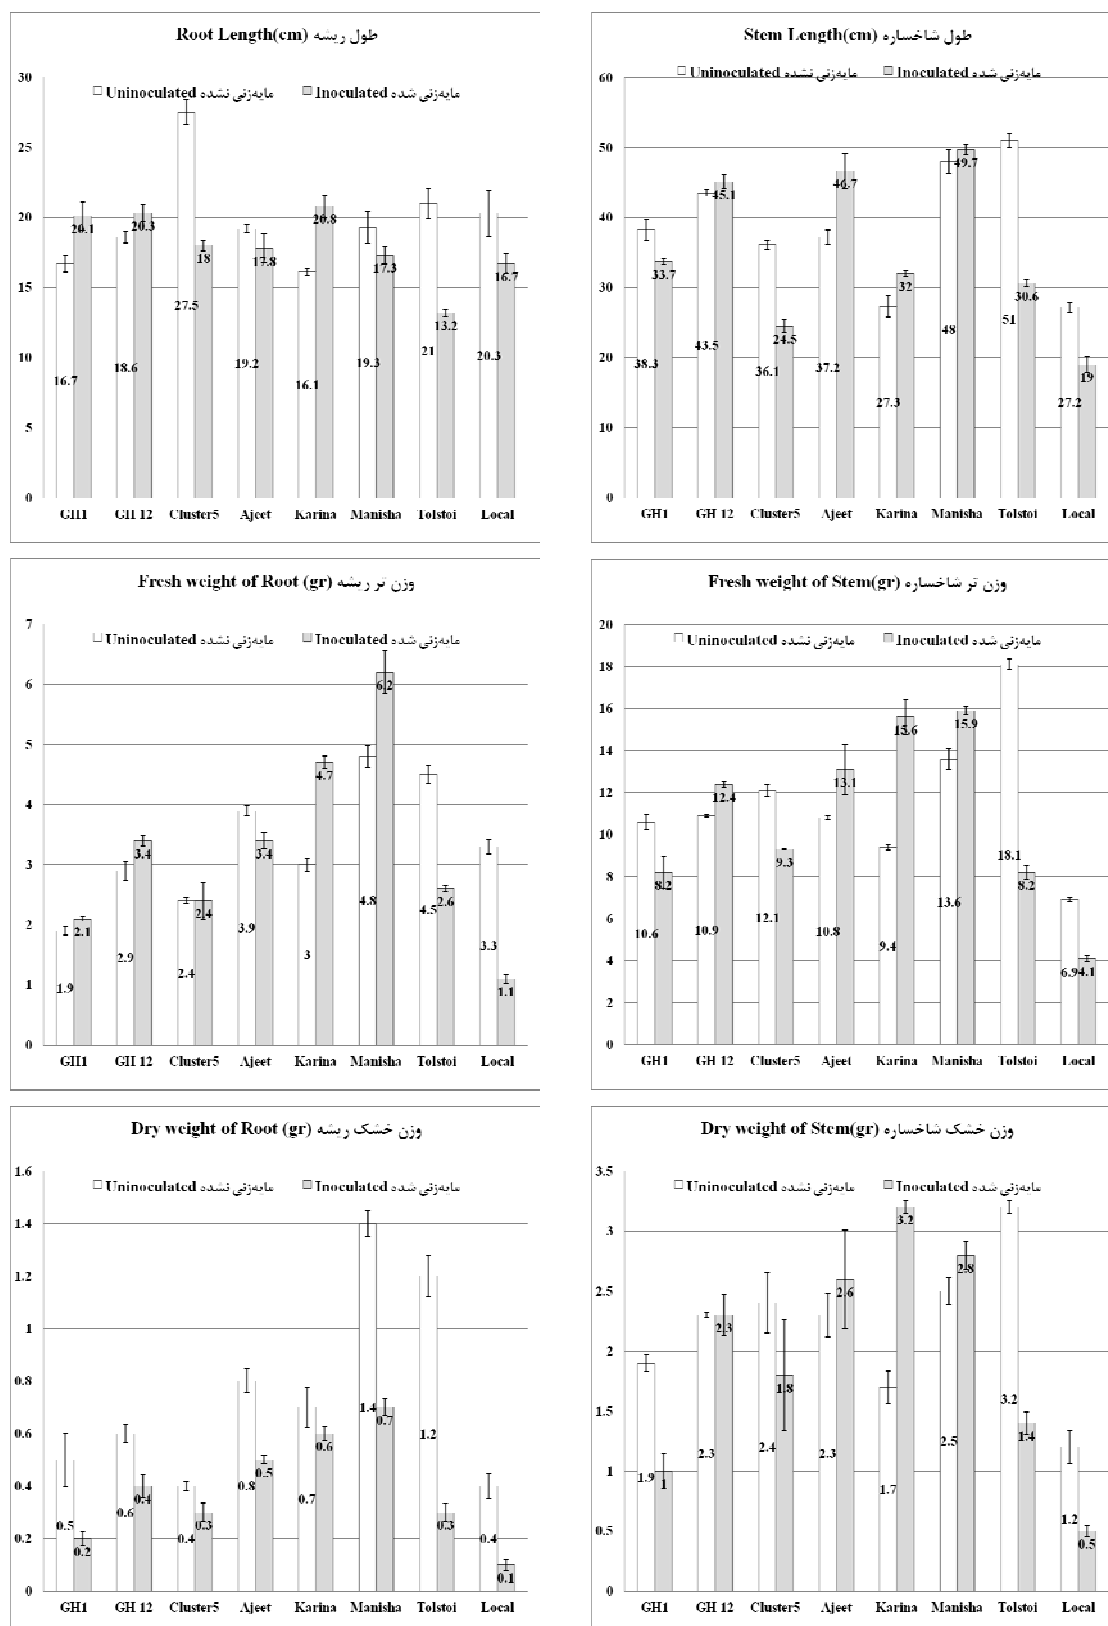 Root Length(cm) طول ریشه
Uninoculated مایه‌زنی نشده Inoculated مایه‌زنی شده
30
25
20
15
10
5
0
20.1 20.3 18 17.8 20.8 17.3 13.2 16.7
16.7 18.6 27.5 19.2 16.1 19.3 21 20.3
GH1 GH 12 Cluster5 Ajeet Karina Manisha Tolstoi Local
Stem Length(cm) طول شاخساره
Uninoculated مایه‌زنی نشده Inoculated مایه‌زنی شده
60
50
40
30
20
10
0
33.7 45.1 24.5 46.7 32 49.7 30.6 19
38.3 43.5 36.1 37.2 27.3 48 51 27.2
GH1 GH 12 Cluster5 Ajeet Karina Manisha Tolstoi Local
Fresh weight of Root (gr) وزن تر ریشه
Uninoculated مایه‌زنی نشده Inoculated مایه‌زنی شده
7
6
5
4
3
2
1
0
2.1 3.4 2.4 3.4 4.7 6.2 2.6 1.1
1.9 2.9 2.4 3.9 3 4.8 4.5 3.3
GH1 GH 12 Cluster5 Ajeet Karina Manisha Tolstoi Local
Fresh weight of Stem(gr) وزن تر شاخساره
Uninoculated مایه‌زنی نشده Inoculated مایه‌زنی شده
20
18
16
14
12
10
8
6
4
2
0
8.2 12.4 9.3 13.1 15.6 15.9 8.2 4.1
10.6 10.9 12.1 10.8 9.4 13.6 18.1 6.9
GH1 GH 12 Cluster5 Ajeet Karina Manisha Tolstoi Local
Dry weight of Root (gr) وزن خشک ریشه
Uninoculated مایه‌زنی نشده Inoculated مایه‌زنی شده
1.6
1.4
1.2
1
0.8
0.6
0.4
0.2
0
0.2 0.4 0.3 0.5 0.6 0.7 0.3 0.1
0.5 0.6 0.4 0.8 0.7 1.4 1.2 0.4
GH1 GH 12 Cluster5 Ajeet Karina Manisha Tolstoi Local
Dry weight of Stem(gr) وزن خشک شاخساره
Uninoculated مایه‌زنی نشده Inoculated مایه‌زنی شده
3.5
3
2.5
2
1.5
1
0.5
0
1 2.3 1.8 2.6 3.2 2.8 1.4 0.5
1.9 2.3 2.4 2.3 1.7 2.5 3.2 1.2
GH1 GH 12 Cluster5 Ajeet Karina Manisha Tolstoi Local